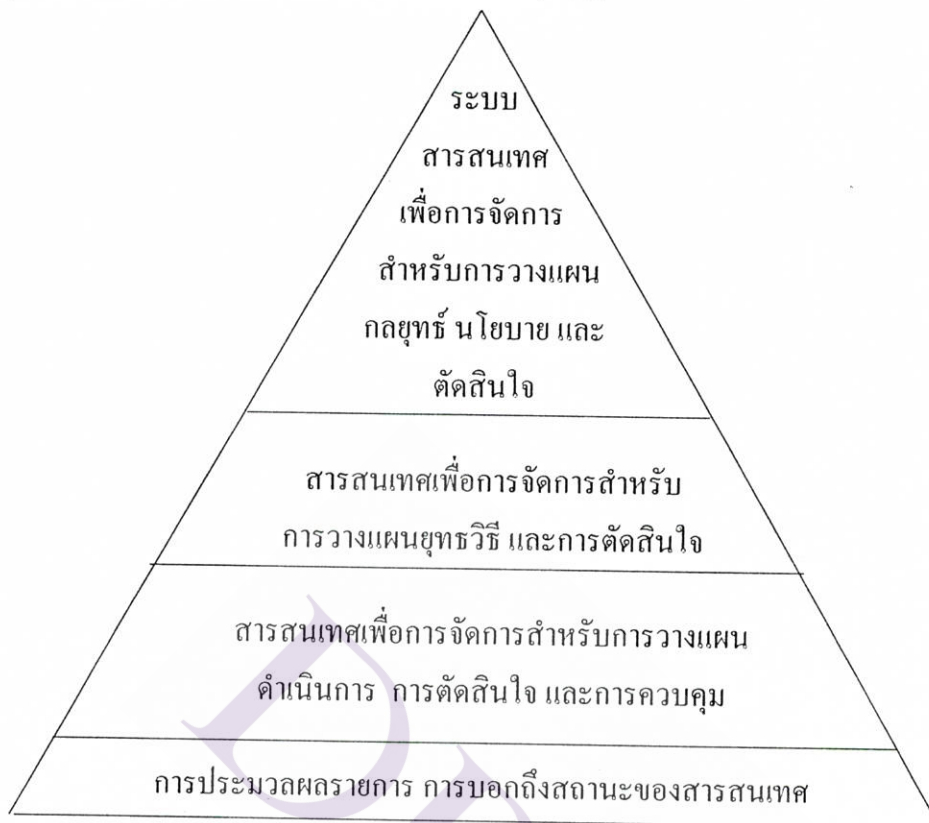 ระบบ
สารสนเทศ
เพื่อการจัดการ
สำหรับการวางแผน
กลยุทธ์ นโยบาย และ
ตัดสินใจ
สารสนเทศเพื่อการจัดการสำหรับ
การวางแผนยุทธวิธี และการตัดสินใจ
สารสนเทศเพื่อการจัดการสำหรับการวางแผน
ดำเนินการ การตัดสินใจ และการควบคุม
การประมวลผลรายการ การบอกถึงสถานะของสารสนเทศ